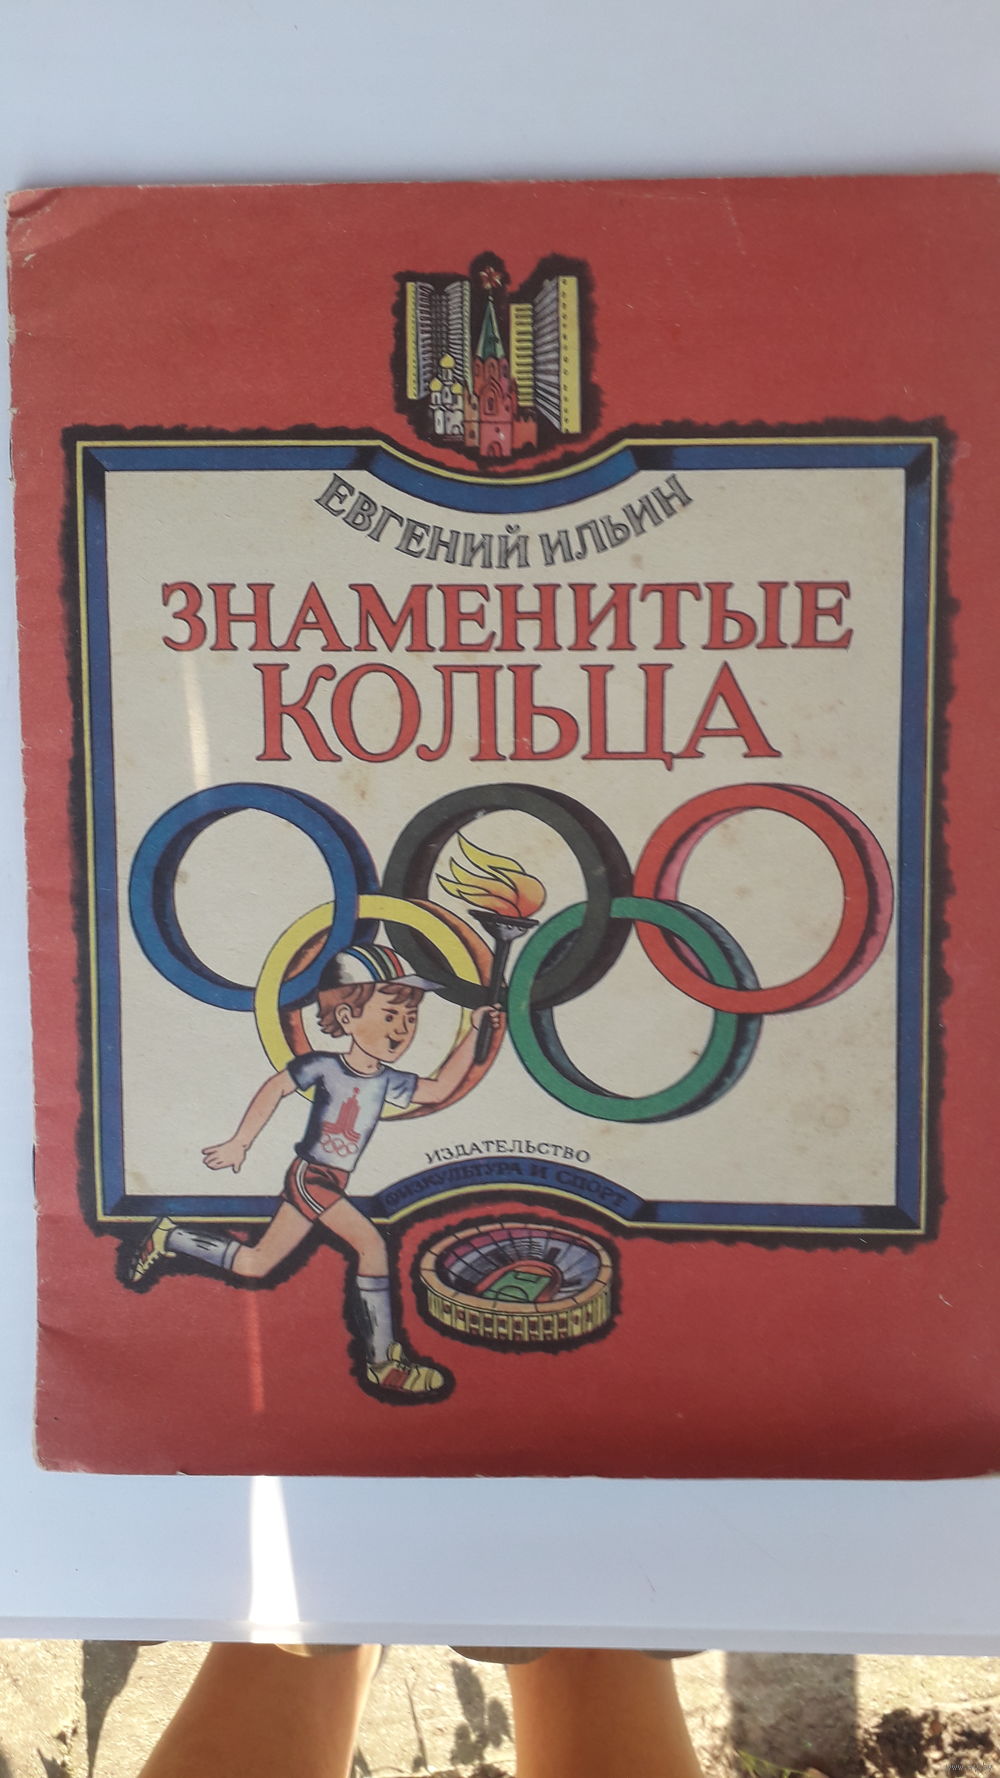 ЕВГЕНИЙ ИЛЬИН
ЗНАМЕНИТЫЕ
КОЛЬЦА
ИЗДАТЕЛЬСТВО
ФИЗКУЛЬТУРА И СПОРТ